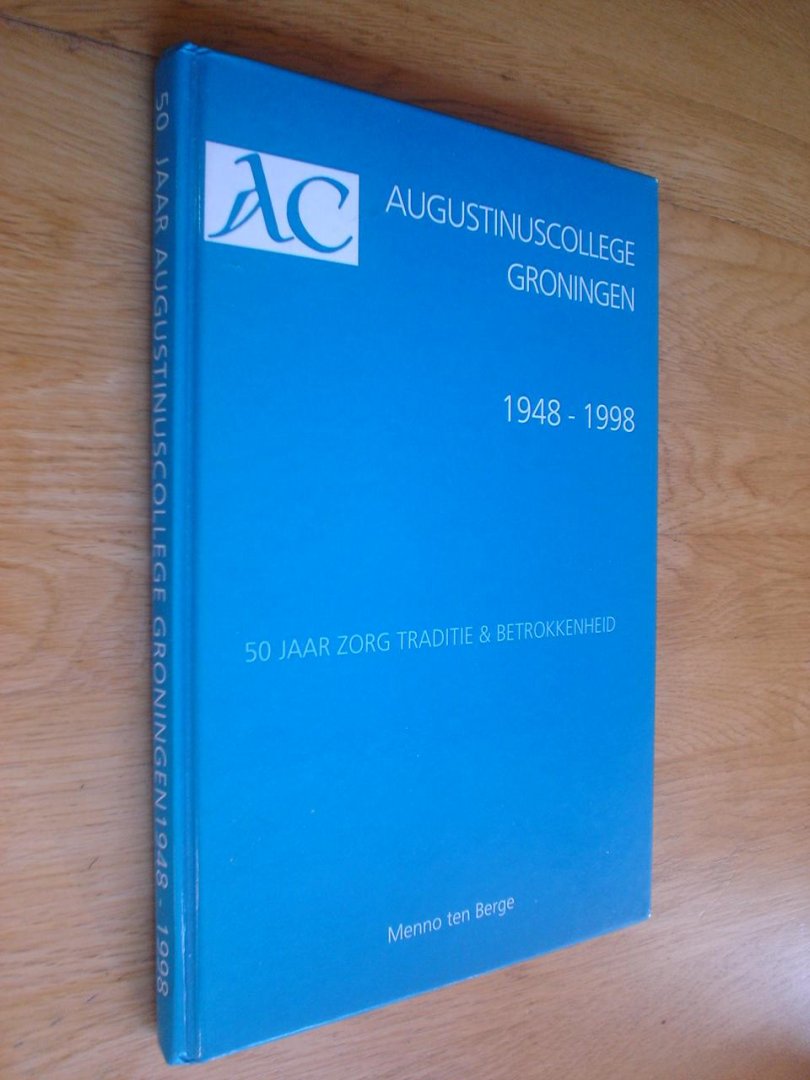 50 JAAR AUGUSTINUSCOLLEGE GRONINGEN 1948 - 1998
AC
AUGUSTINUSCOLLEGE
GRONINGEN
1948 - 1998
50 JAAR ZORG TRADITIE & BETROKKENHEID
Menno ten Berge